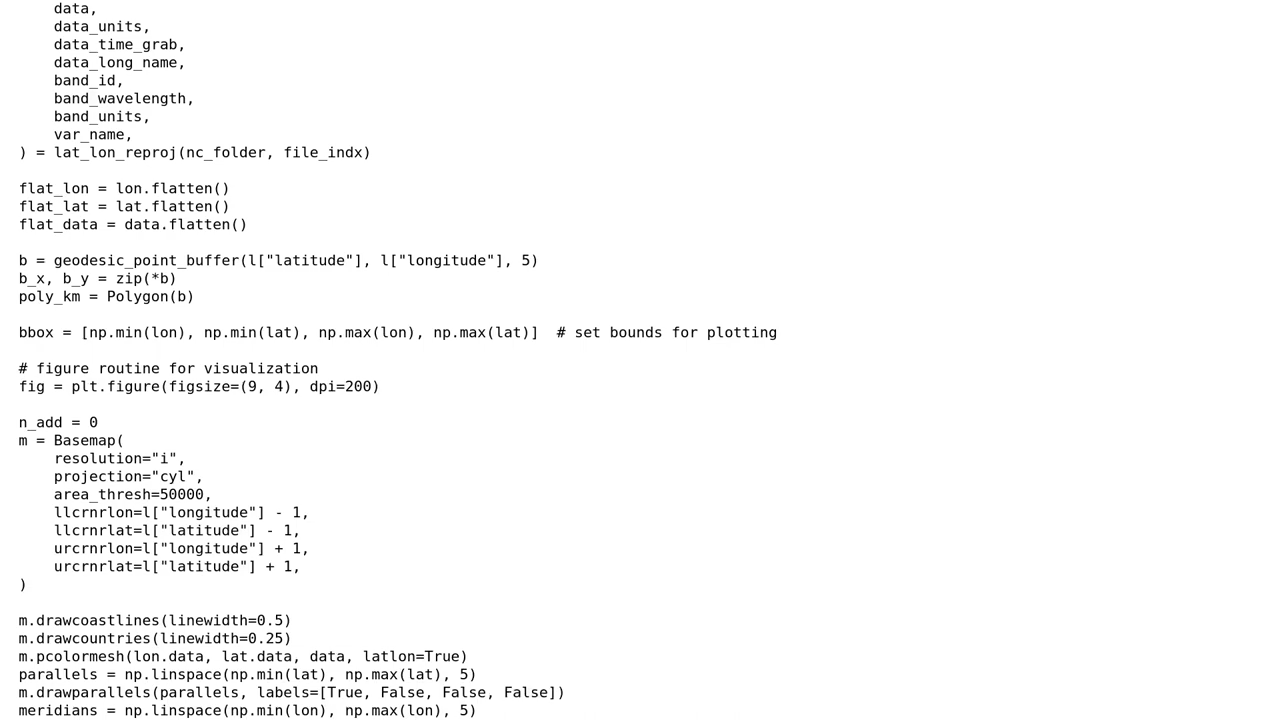 data,
    data_units,
    data_time_grab,
    data_long_name,
    band_id,
    band_wavelength,
    band_units,
    var_name,
) = lat_lon_reproj(nc_folder, file_indx)

flat_lon = lon.flatten()
flat_lat = lat.flatten()
flat_data = data.flatten()

b = geodesic_point_buffer(l["latitude"], l["longitude"], 5)
b_x, b_y = zip(*b)
poly_km = Polygon(b)

bbox = [np.min(lon), np.min(lat), np.max(lon), np.max(lat)]  # set bounds for plotting

# figure routine for visualization
fig = plt.figure(figsize=(9, 4), dpi=200)

n_add = 0
m = Basemap(
    resolution="i",
    projection="cyl",
    area_thresh=50000,
    llcrnrlon=l["longitude"] - 1,
    llcrnrlat=l["latitude"] - 1,
    urcrnrlon=l["longitude"] + 1,
    urcrnrlat=l["latitude"] + 1,
)

m.drawcoastlines(linewidth=0.5)
m.drawcountries(linewidth=0.25)
m.pcolormesh(lon.data, lat.data, data, latlon=True)
parallels = np.linspace(np.min(lat), np.max(lat), 5)
m.drawparallels(parallels, labels=[True, False, False, False])
meridians = np.linspace(np.min(lon), np.max(lon), 5)